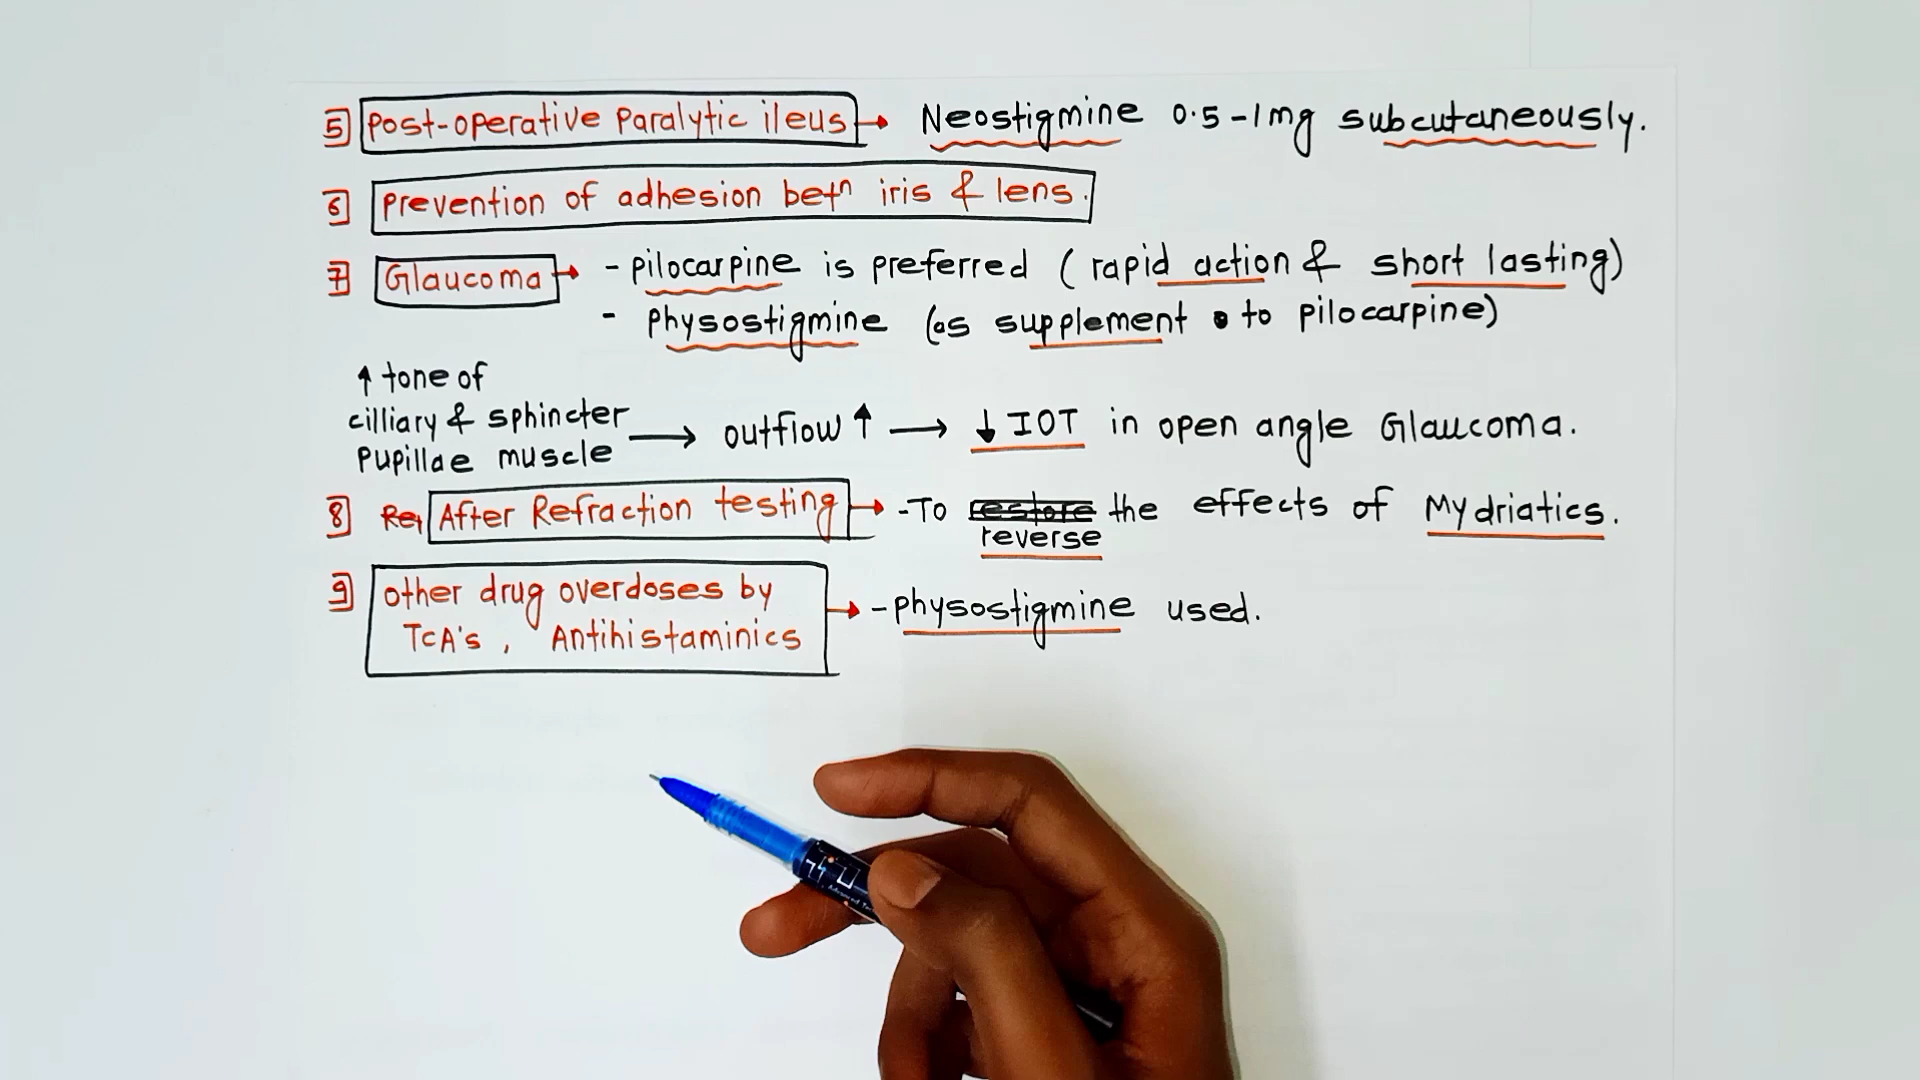 5 Post-operative Paralytic ileus → Neostigmine 0.5-1mg subcutaneously.
6 Prevention of adhesion betn iris & lens.
7 Glaucoma → - Pilocarpine is preferred (rapid action & short lasting)
- Physostigmine (as supplement to pilocarpine)
↑ tone of
cilliary & sphincter
Pupillae muscle → outflow ↑ → ↓ IOT in open angle Glaucoma.
8 Ref After Refraction testing → - To restore the effects of Mydriatics.
reverse
9 other drug overdoses by
TCA's, Antihistaminics → - Physostigmine used.